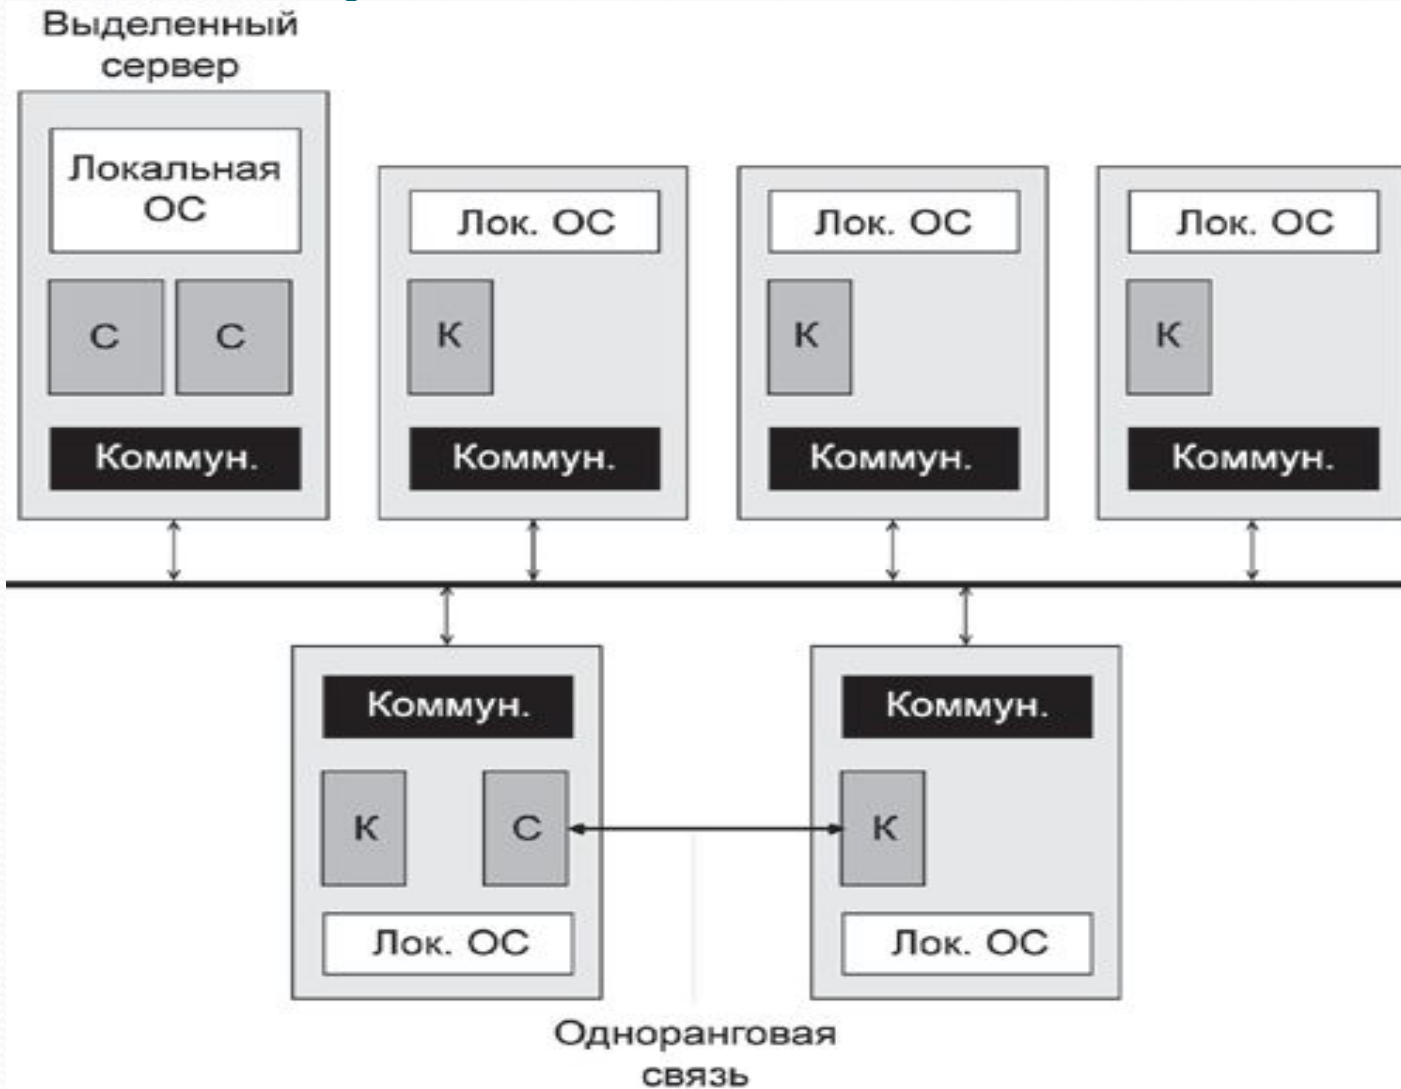 Выделенный
сервер
Локальная
ОС
С
С
Коммун.
Лок. ОС
К
Коммун.
Лок. ОС
К
Коммун.
Лок. ОС
К
Коммун.
Коммун.
К
С
Лок. ОС
Коммун.
К
Лок. ОС
Одноранговая
связь